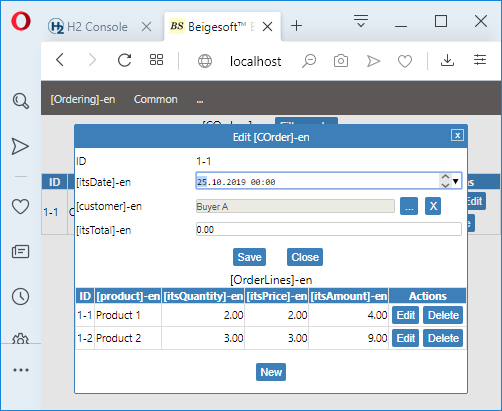 H2 Console
BS Beigesoft™ E
localhost
[Ordering]-en Common ...
Edit [COrder]-en x
ID 1-1
[itsDate]-en 25.10.2019 00:00
[customer]-en Buyer A ... X
[itsTotal]-en 0.00
Save Close
[OrderLines]-en
ID [product]-en [itsQuantity]-en [itsPrice]-en [itsAmount]-en Actions
1-1 Product 1 2.00 2.00 4.00 Edit Delete
1-2 Product 2 3.00 3.00 9.00 Edit Delete
New
ID
1-1
Edit